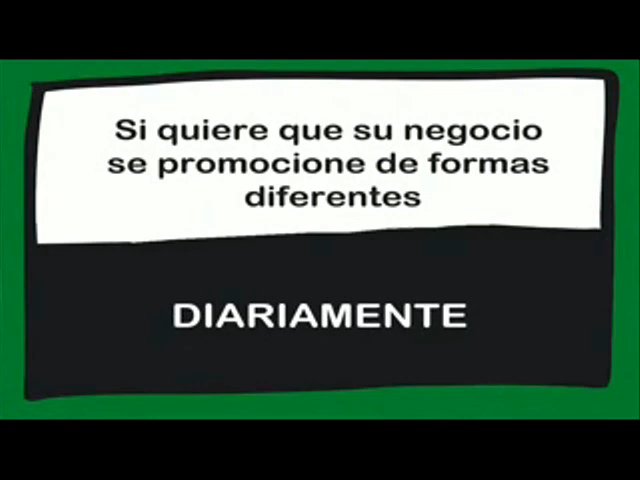 Si quiere que su negocio
se promocione de formas
diferentes
DIARIAMENTE